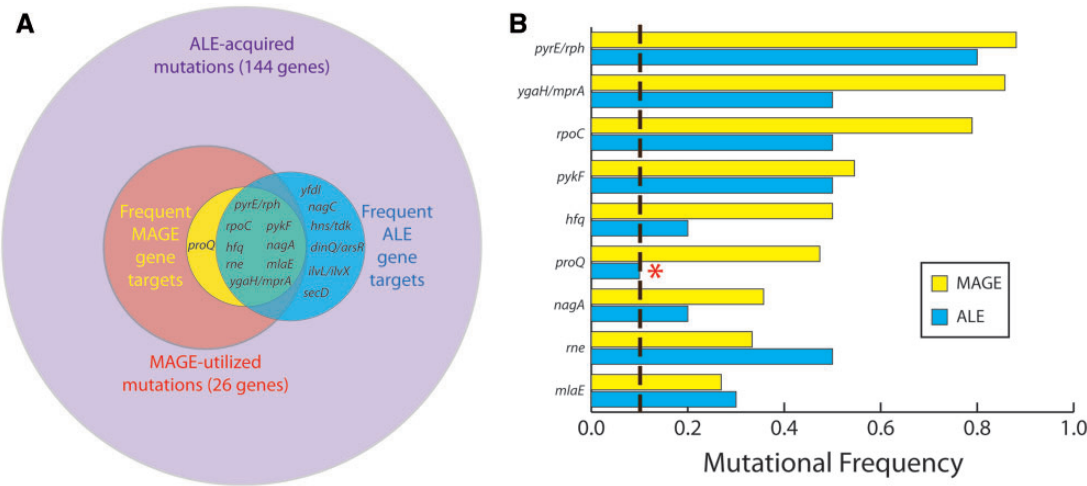 A
ALE-acquired
mutations (144 genes)
Frequent
MAGE
gene
targets
proQ
pyrE/rph
rpoC pykF
hfq nagA
rne mlaE
ygaH/mprA
yfdI
nagC
hns/tdk
dinQ/arsR
ilvL/ilvX
secD
Frequent
ALE
gene
targets
MAGE-utilized
mutations (26 genes)
B
pyrE/rph
ygaH/mprA
rpoC
pykF
hfq
proQ
*
nagA
rne
mlaE
MAGE
ALE
0.0 0.2 0.4 0.6 0.8 1.0
Mutational Frequency